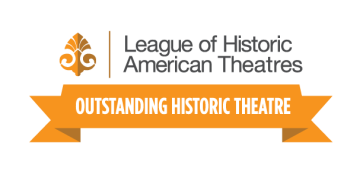 League of Historic
American Theatres
OUTSTANDING HISTORIC THEATRE